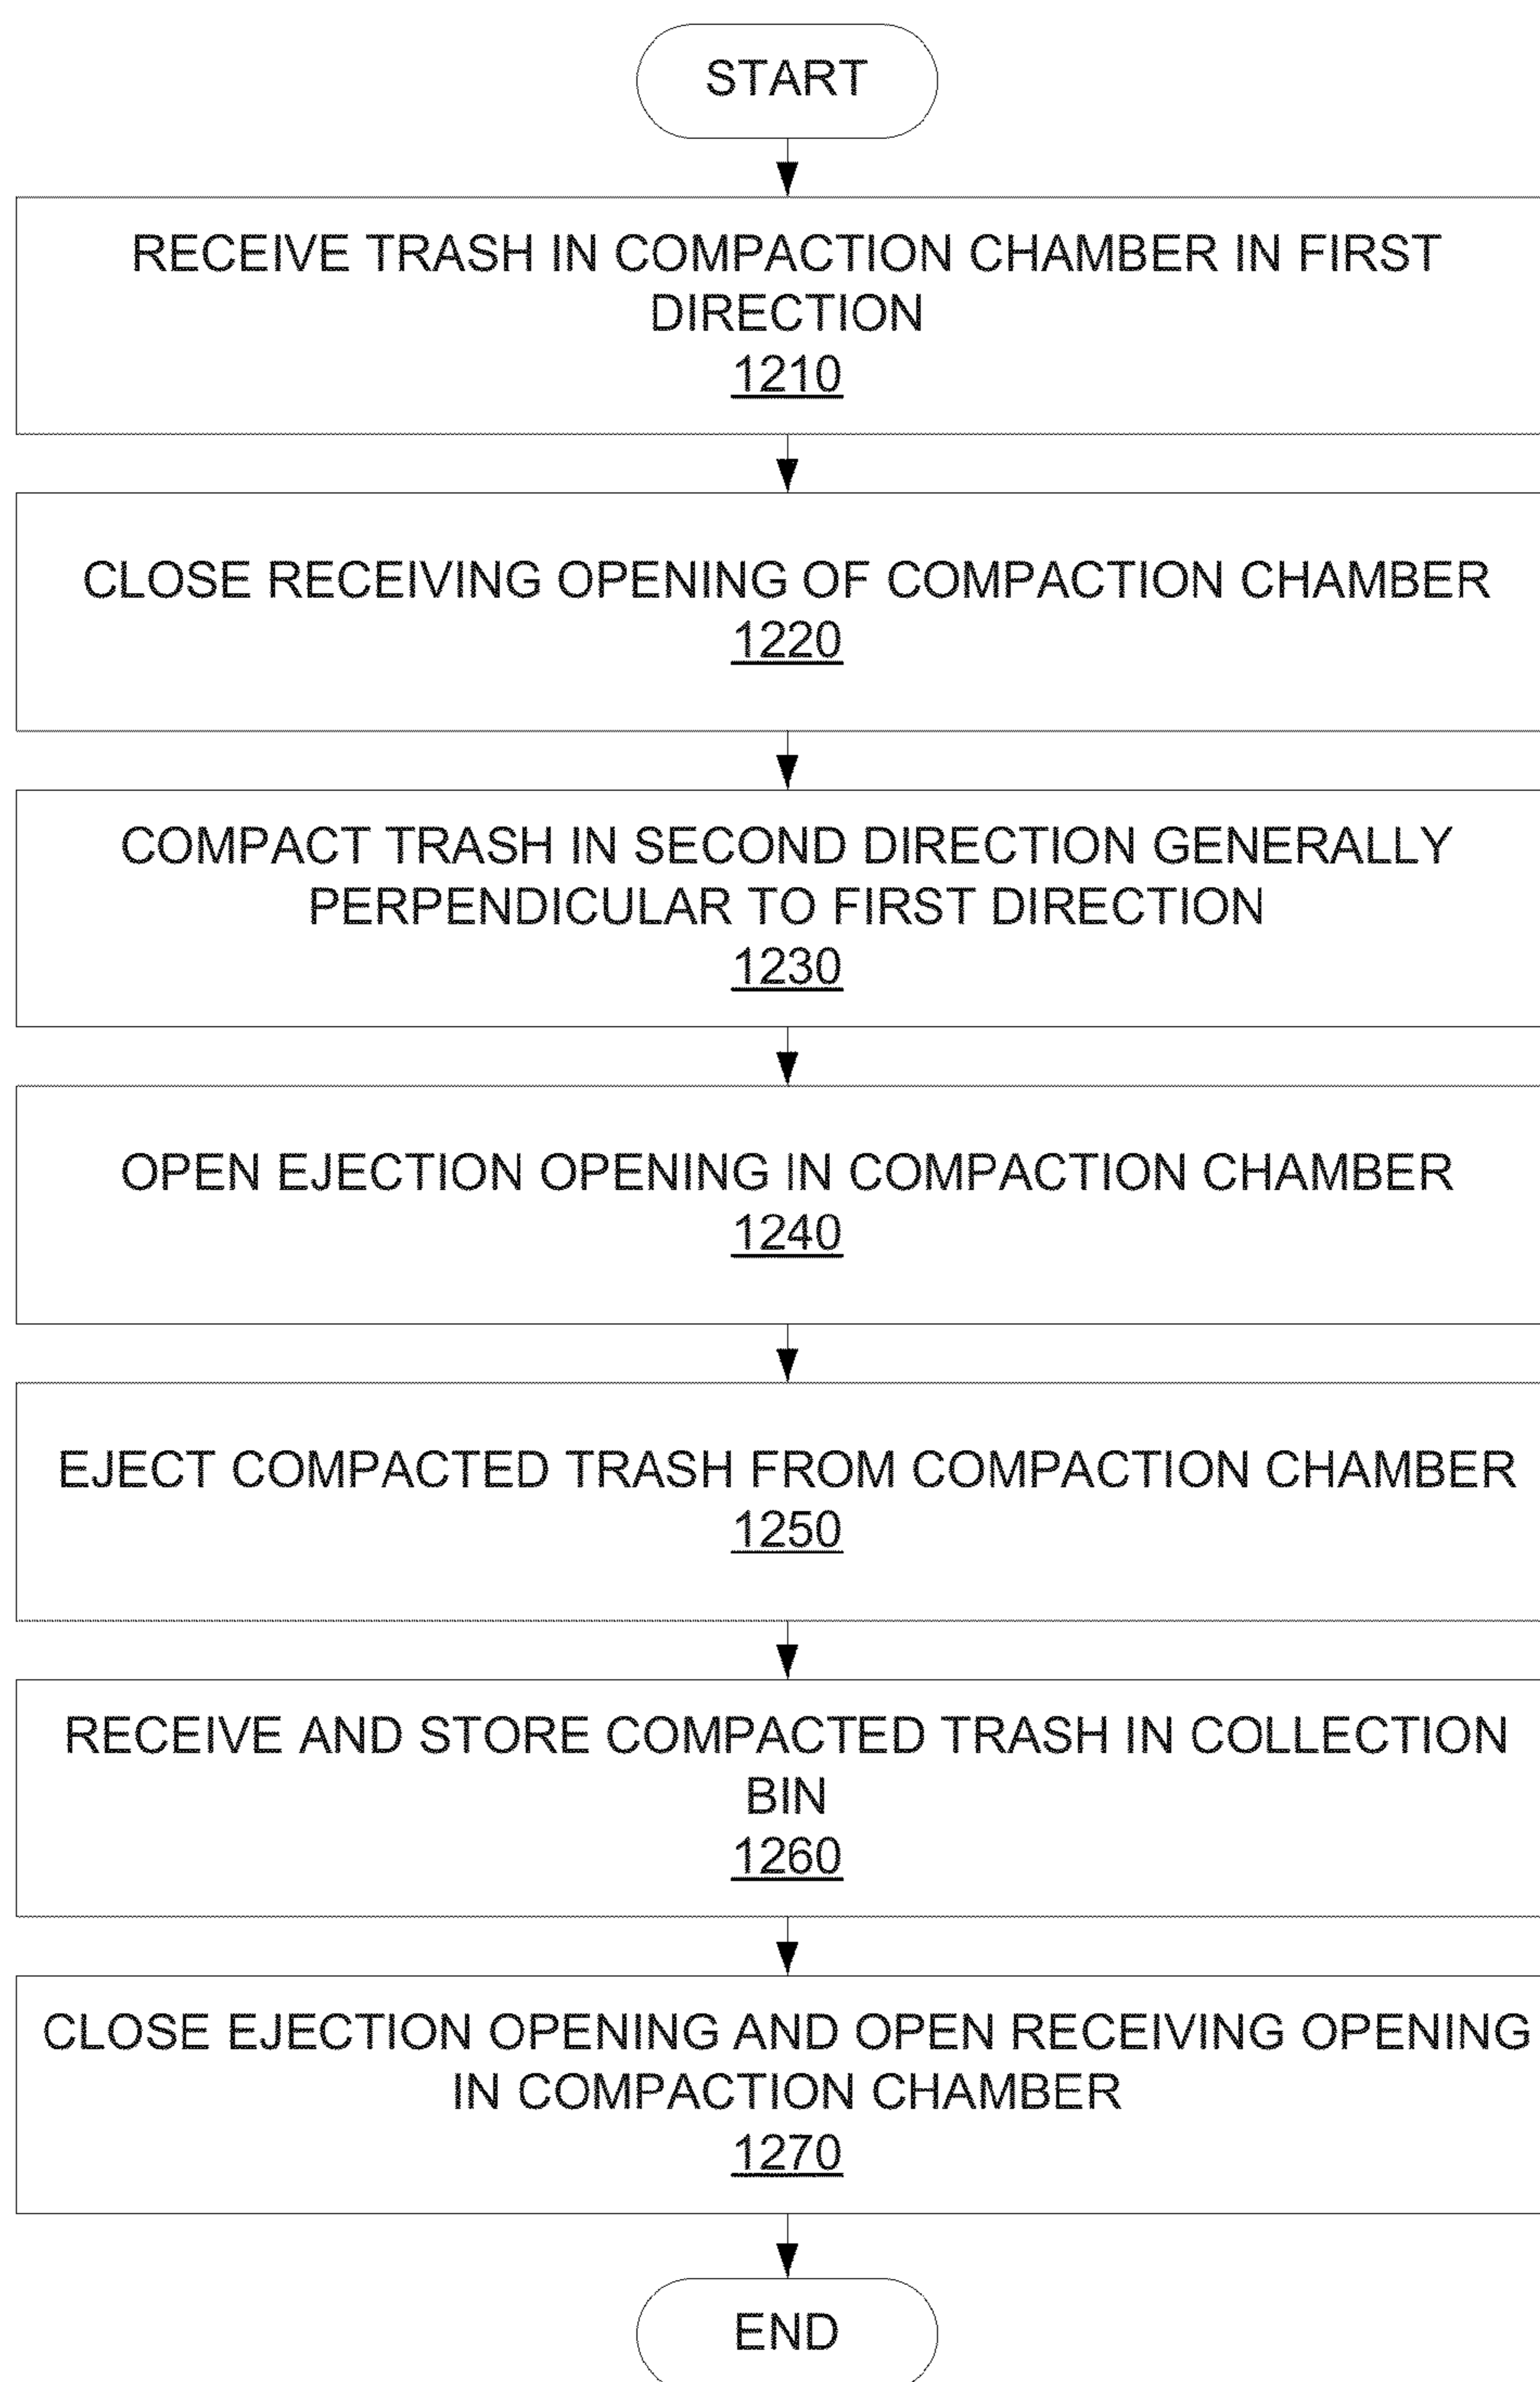 START
RECEIVE TRASH IN COMPACTION CHAMBER IN FIRST
DIRECTION
1210
CLOSE RECEIVING OPENING OF COMPACTION CHAMBER
1220
COMPACT TRASH IN SECOND DIRECTION GENERALLY
PERPENDICULAR TO FIRST DIRECTION
1230
OPEN EJECTION OPENING IN COMPACTION CHAMBER
1240
EJECT COMPACTED TRASH FROM COMPACTION CHAMBER
1250
RECEIVE AND STORE COMPACTED TRASH IN COLLECTION
BIN
1260
CLOSE EJECTION OPENING AND OPEN RECEIVING OPENING
IN COMPACTION CHAMBER
1270
END